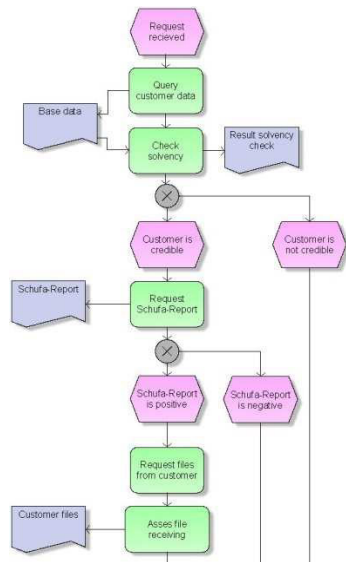 Request
recieved
Query
customer data
Base data
Check
solvency
Result solvency
check
Customer is
credible
Customer is
not credible
Schufa-Report
Request
Schufa-Report
Schufa-Report
is positive
Schufa-Report
is negative
Request files
from customer
Customer files
Asses file
receiving